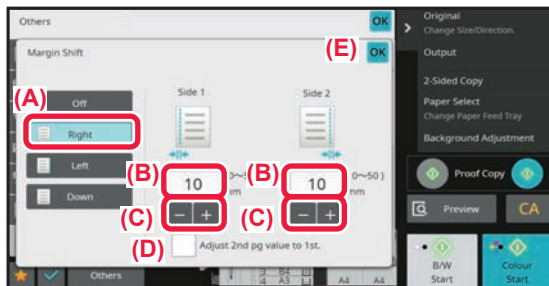 Others
OK
Margin Shift
(E)
OK
(A)
Off
Right
Left
Down
Side 1
Side 2
(B)
10
mm
(B)
10
0~50 )
mm
(C)
− +
(C)
− +
(D)
Adjust 2nd pg value to 1st.
Others
B4
A3
A4
A4
Original
Change Size/Direction.
Output
2-Sided Copy
Paper Select
Change Paper Feed Tray
Background Adjustment
Proof Copy
Preview
CA
B/W
Start
Colour
Start